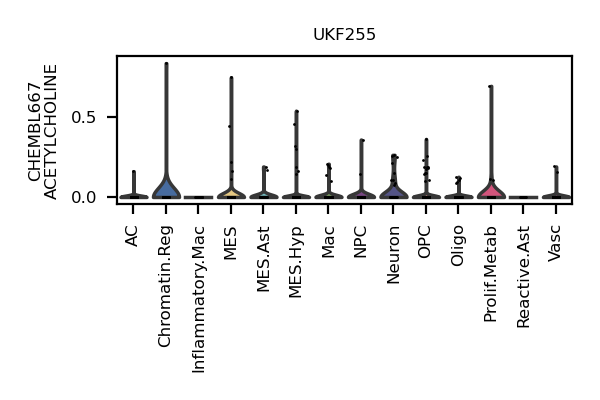 UKF255
CHEMBL667
ACETYLCHOLINE
0.5
0.0
AC
Chromatin.Reg
Inflammatory.Mac
MES
MES.Ast
MES.Hyp
Mac
NPC
Neuron
OPC
Oligo
Prolif.Metab
Reactive.Ast
Vasc